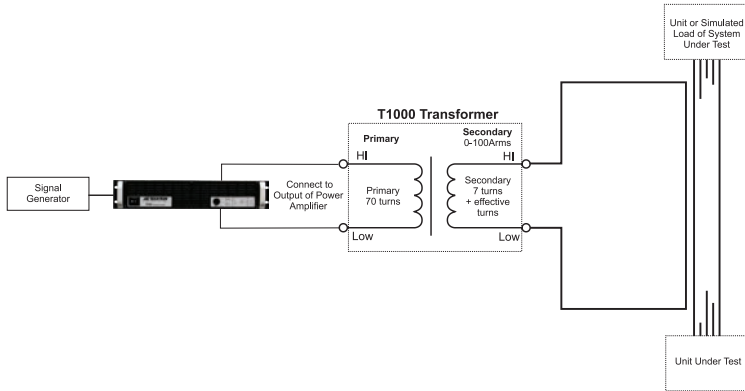 Unit or Simulated
Load of System
Under Test
T1000 Transformer
Primary
Secondary
0-100Arms
HI
HI
Signal
Generator
Connect to
Output of Power
Amplifier
Primary
70 turns
Secondary
7 turns
+ effective
turns
Low
Low
Unit Under Test